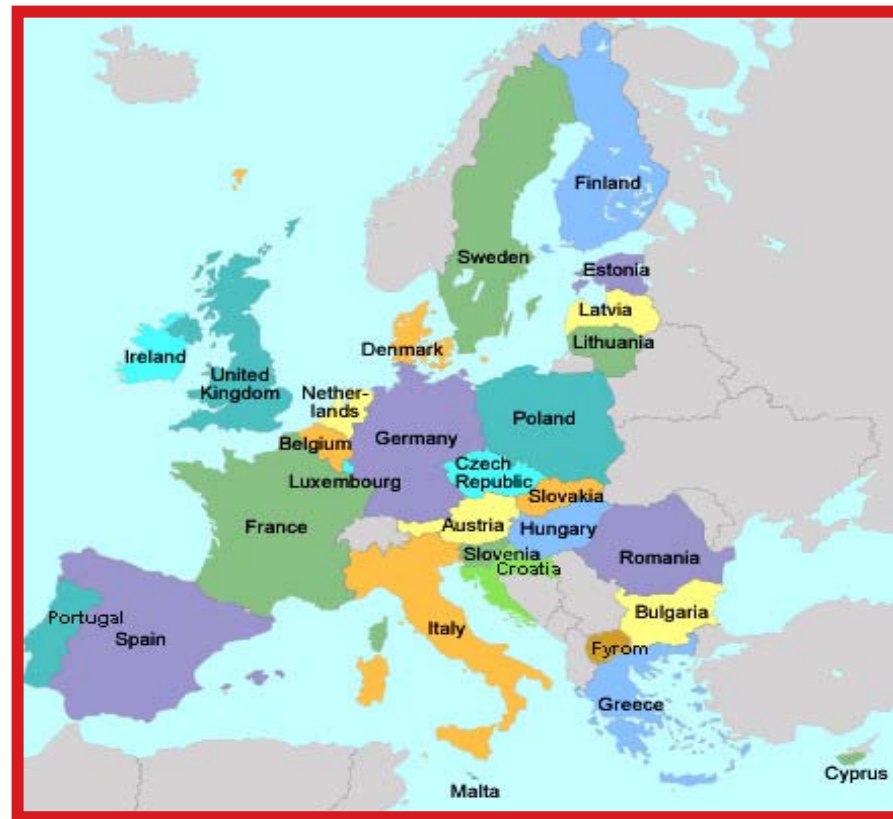 Finland
Sweden
Estonia
Latvia
Lithuania
Denmark
Ireland
United
Kingdom
Nether-
lands
Poland
Germany
Belgium
Czech
Republic
Luxembourg
Slovakia
France
Austria
Hungary
Slovenia
Croatia
Romania
Bulgaria
Portugal
Spain
Italy
Fyrom
Greece
Malta
Cyprus